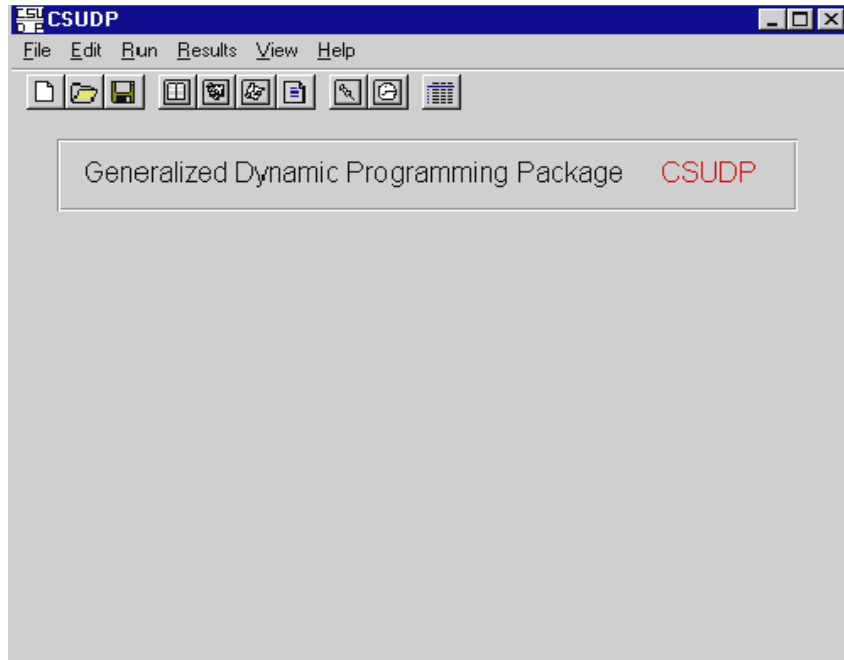 CSUDP
File Edit Run Results View Help
Generalized Dynamic Programming Package CSUDP